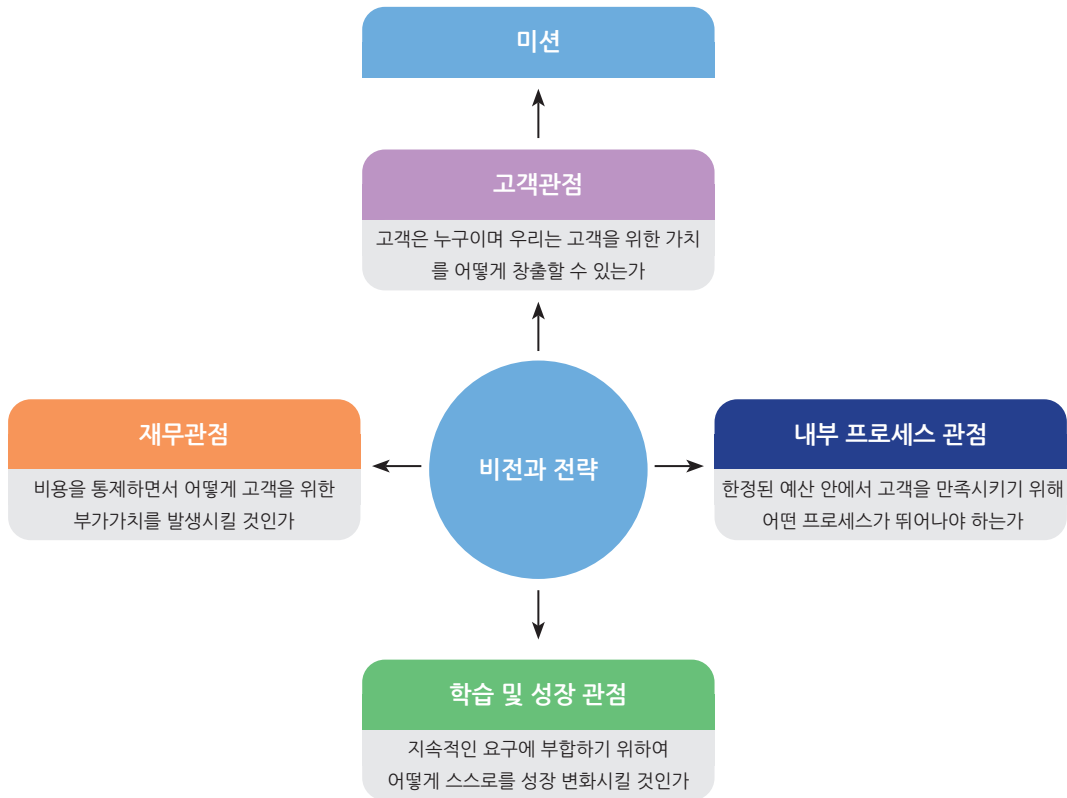 미션
고객관점
고객은 누구이며 우리는 고객을 위한 가치
를 어떻게 창출할 수 있는가
재무관점
비용을 통제하면서 어떻게 고객을 위한
부가가치를 발생시킬 것인가
비전과 전략
내부 프로세스 관점
한정된 예산 안에서 고객을 만족시키기 위해
어떤 프로세스가 뛰어나야 하는가
학습 및 성장 관점
지속적인 요구에 부합하기 위하여
어떻게 스스로를 성장 변화시킬 것인가